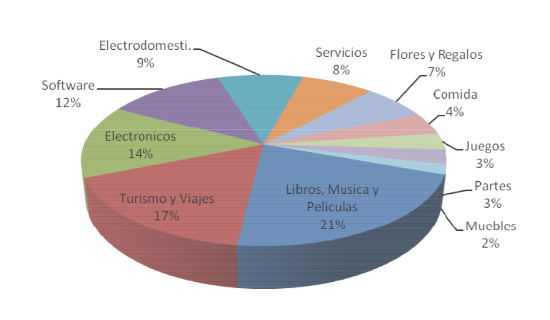 Electrodomesti.
9%
Servicios
8%
Flores y Regalos
7%
Software
12%
Comida
4%
Electronicos
14%
Juegos
3%
Turismo y Viajes
17%
Libros, Musica y
Peliculas
21%
Partes
3%
Muebles
2%